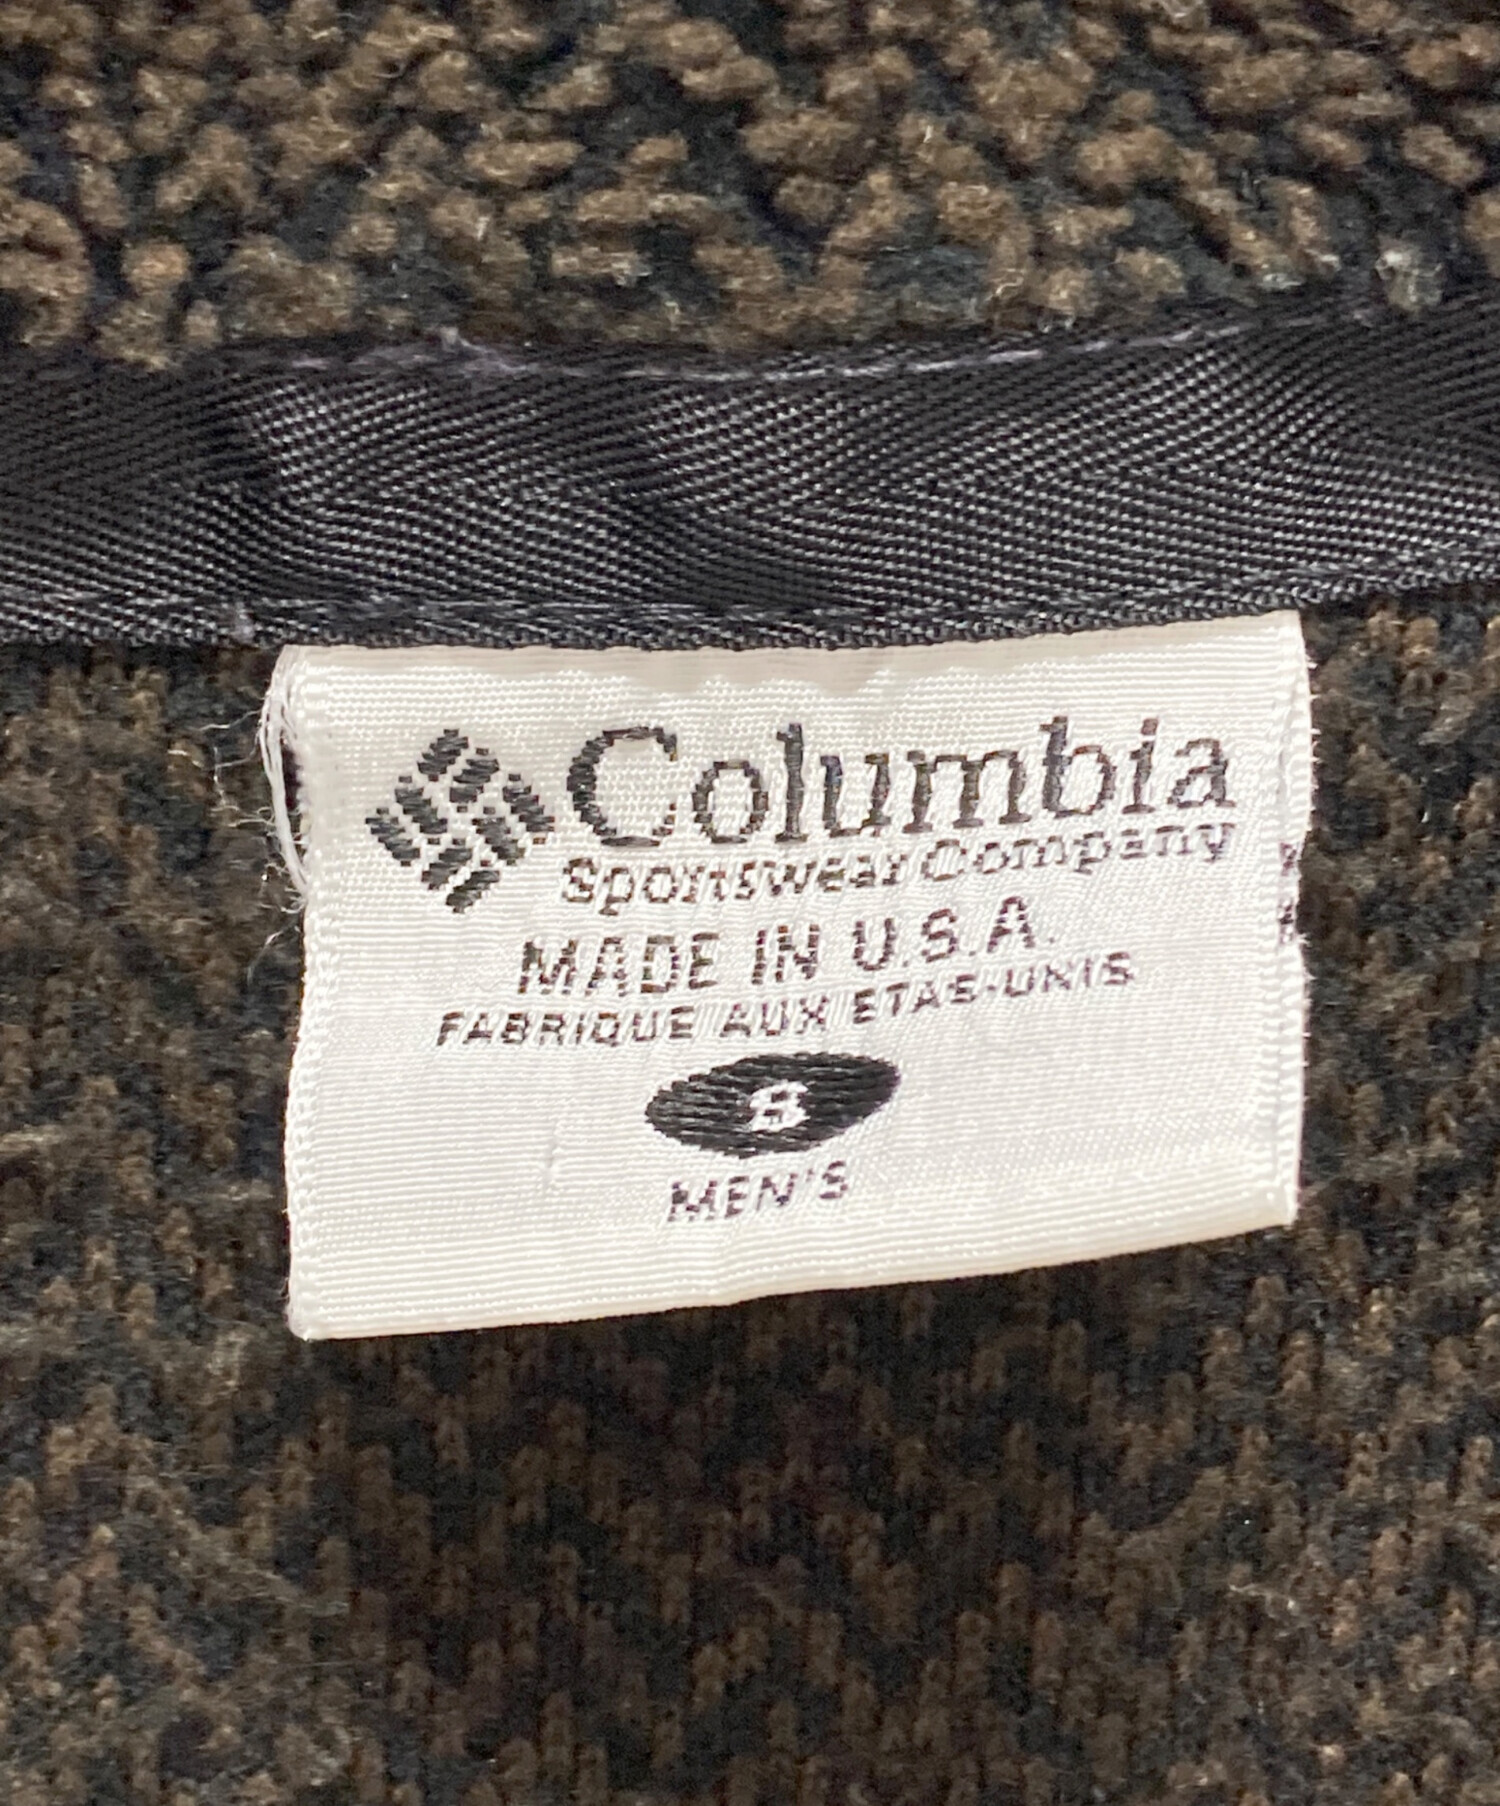 Columbia
Sportswear Company
MADE IN U.S.A.
FABRIQUE AUX ETAS-UNIS
S
MEN'S